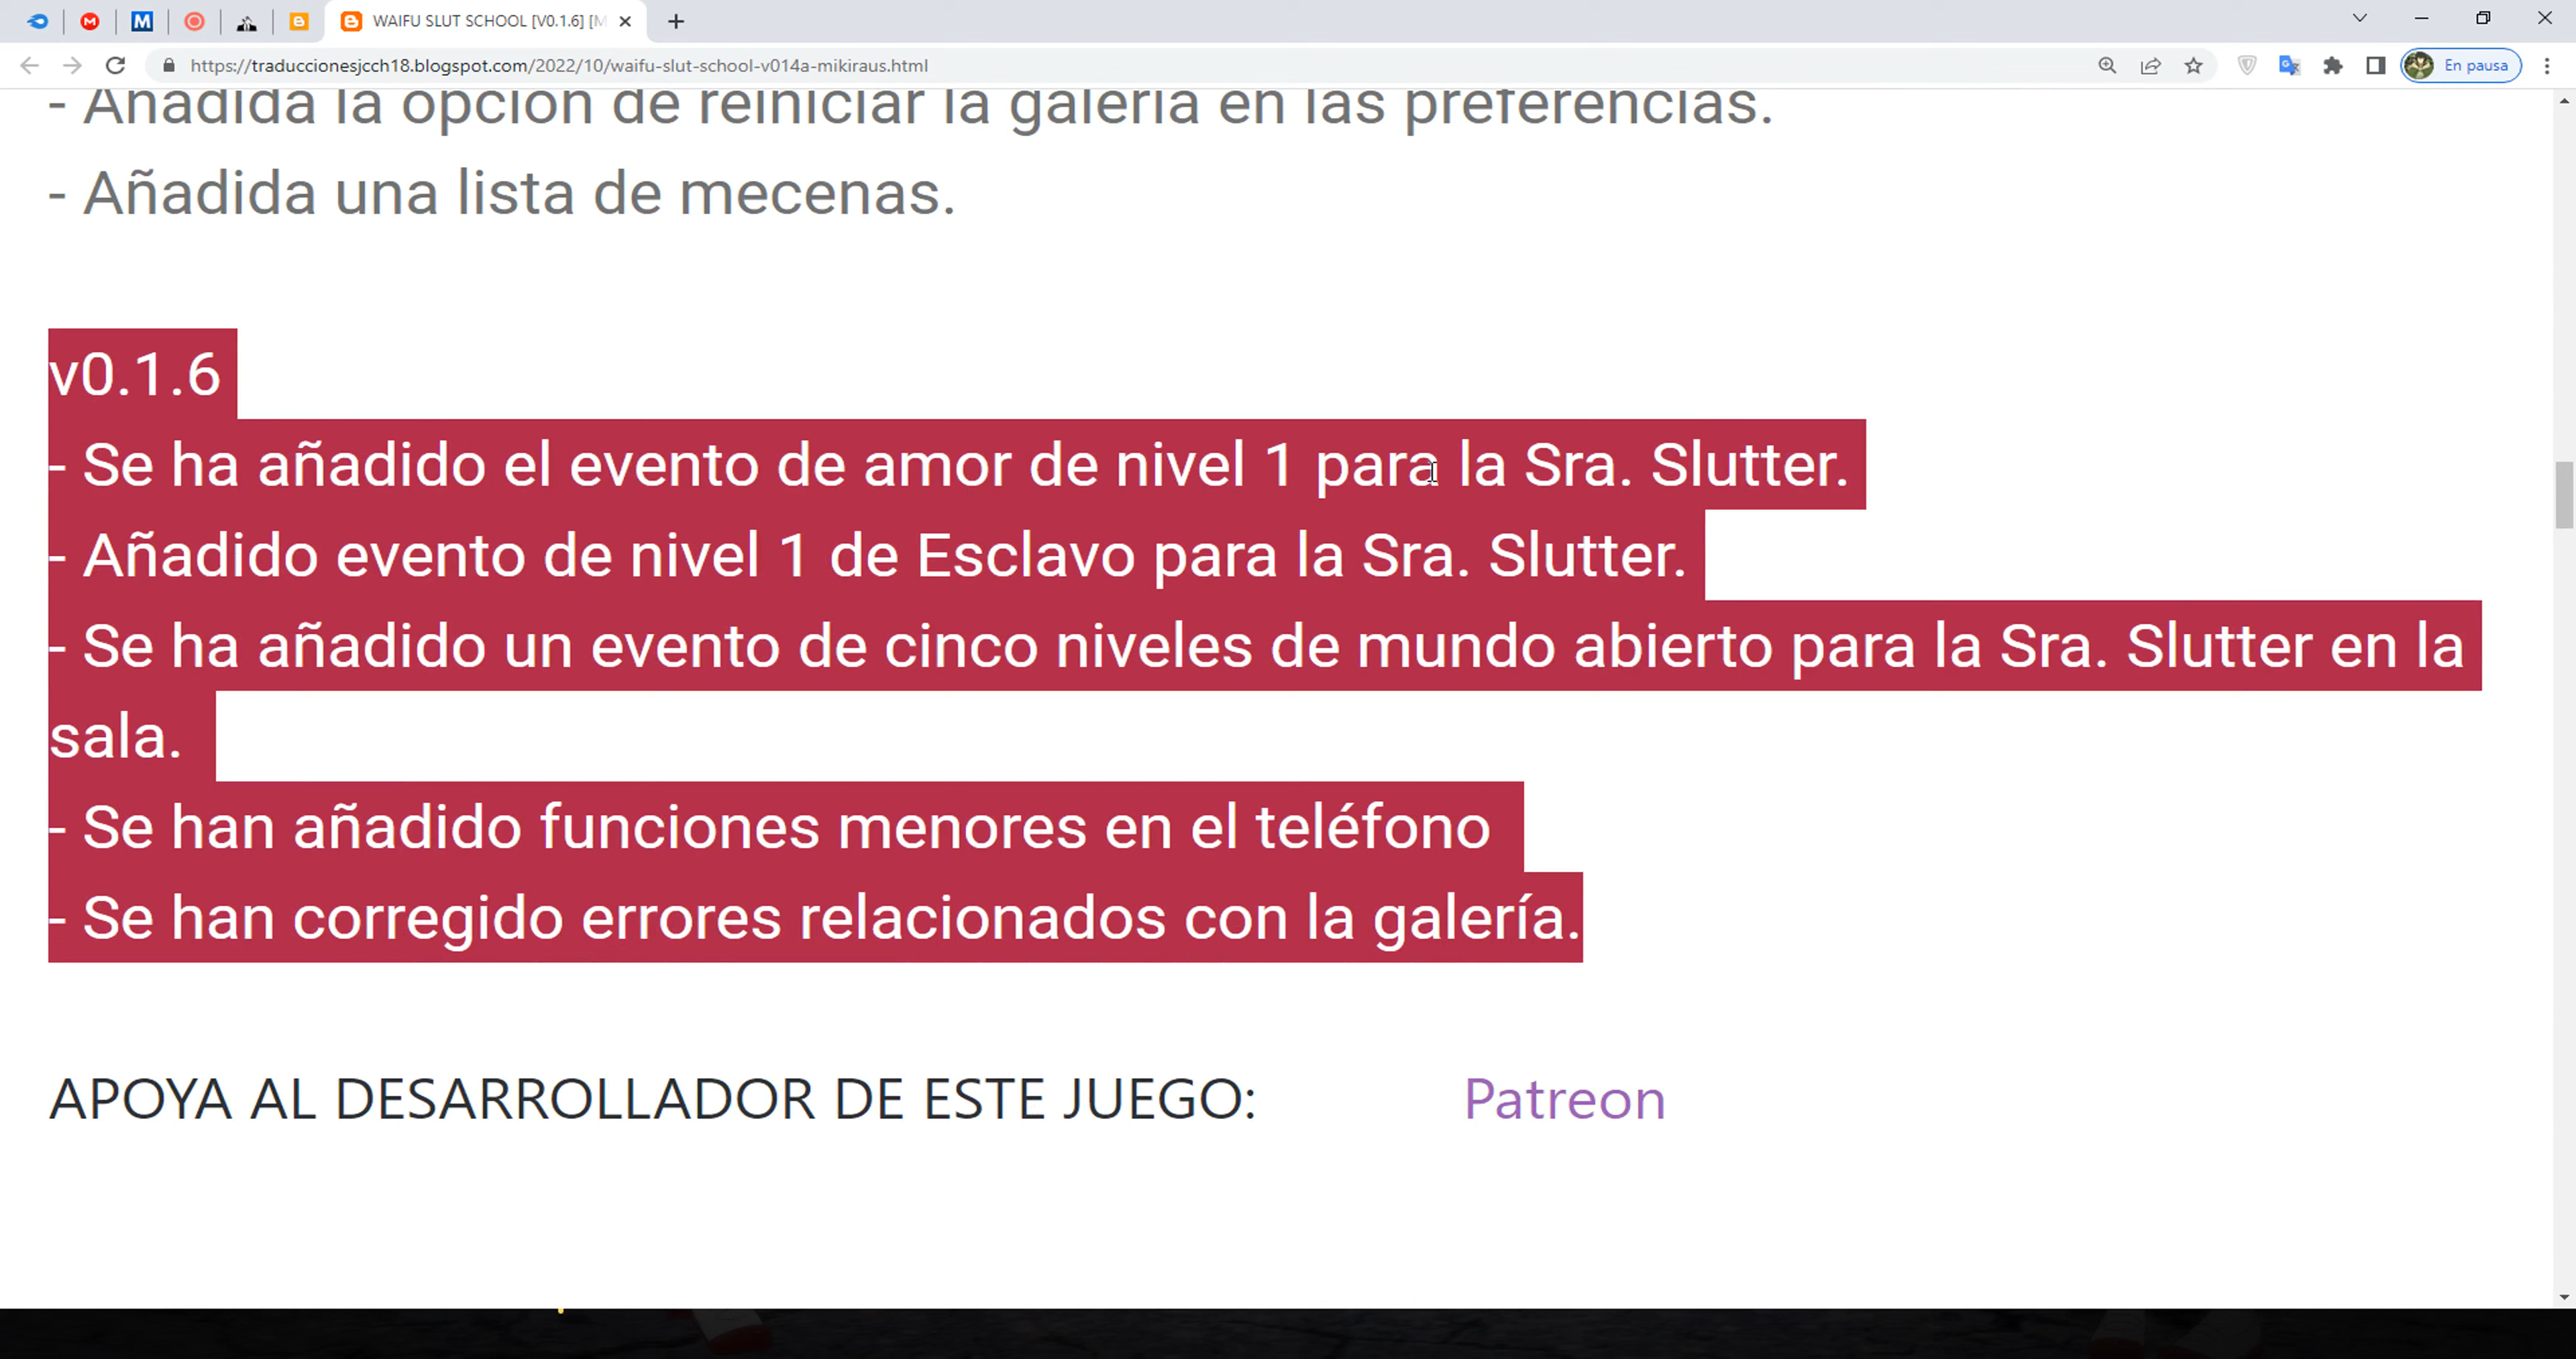 WAIFU SLUT SCHOOL [V0.1.6] [M
https://traduccionesjcch18.blogspot.com/2022/10/waifu-slut-school-v014a-mikiraus.html
En pausa
- Añadida la opción de reiniciar la galería en las preferencias.
- Añadida una lista de mecenas.
v0.1.6
- Se ha añadido el evento de amor de nivel 1 para la Sra. Slutter.
- Añadido evento de nivel 1 de Esclavo para la Sra. Slutter.
- Se ha añadido un evento de cinco niveles de mundo abierto para la Sra. Slutter en la
sala.
- Se han añadido funciones menores en el teléfono
- Se han corregido errores relacionados con la galería.
APOYA AL DESARROLLADOR DE ESTE JUEGO: Patreon